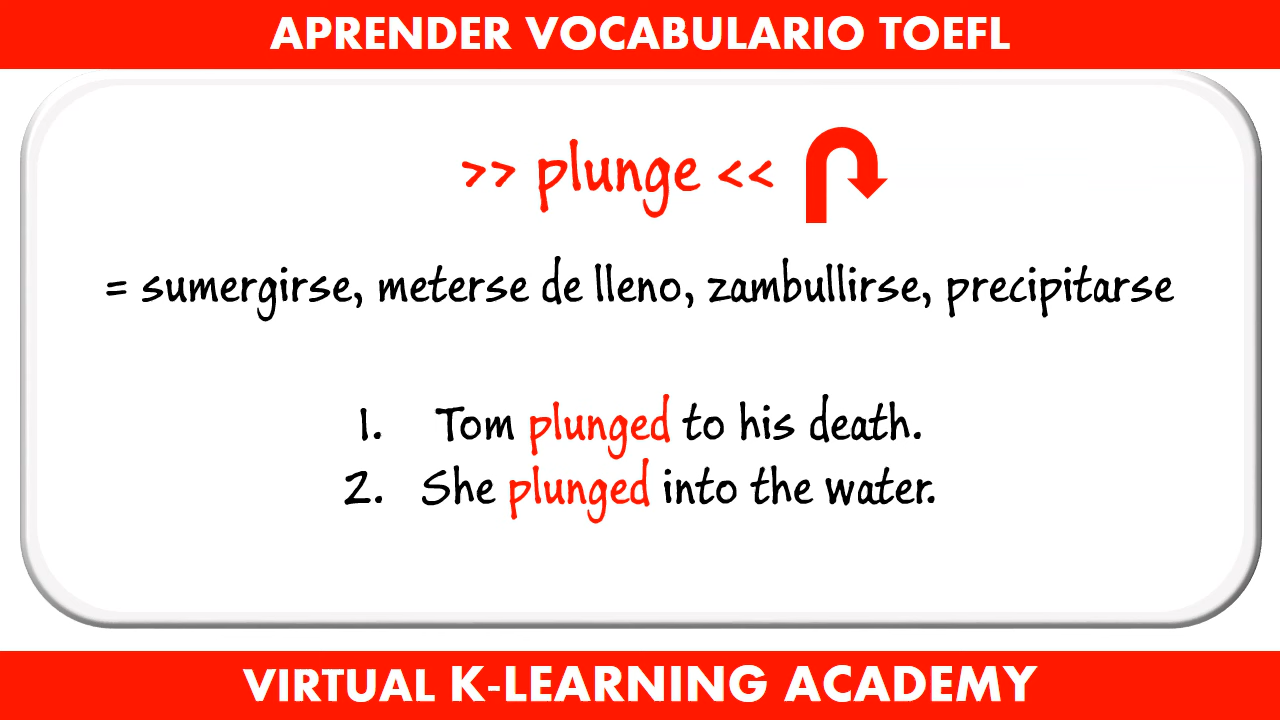 APRENDER VOCABULARIO TOEFL
>> plunge <<
= sumergirse, meterse de lleno, zambullirse, precipitarse
1. Tom plunged to his death.
2. She plunged into the water.
VIRTUAL K-LEARNING ACADEMY